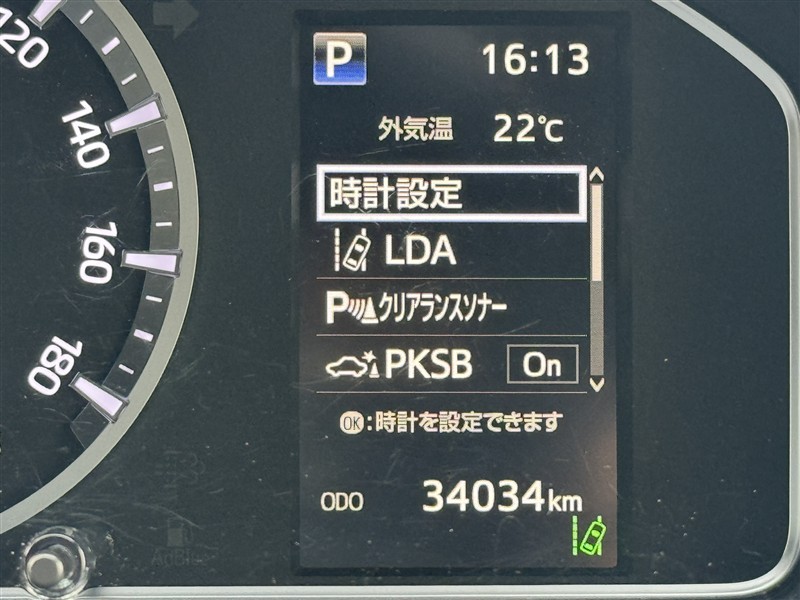 120
140
160
180
P 16:13
外気温 22℃
時計設定
LDA
P クリアランスソナー
PKSB On
OK:時計を設定できます
ODO 34034km